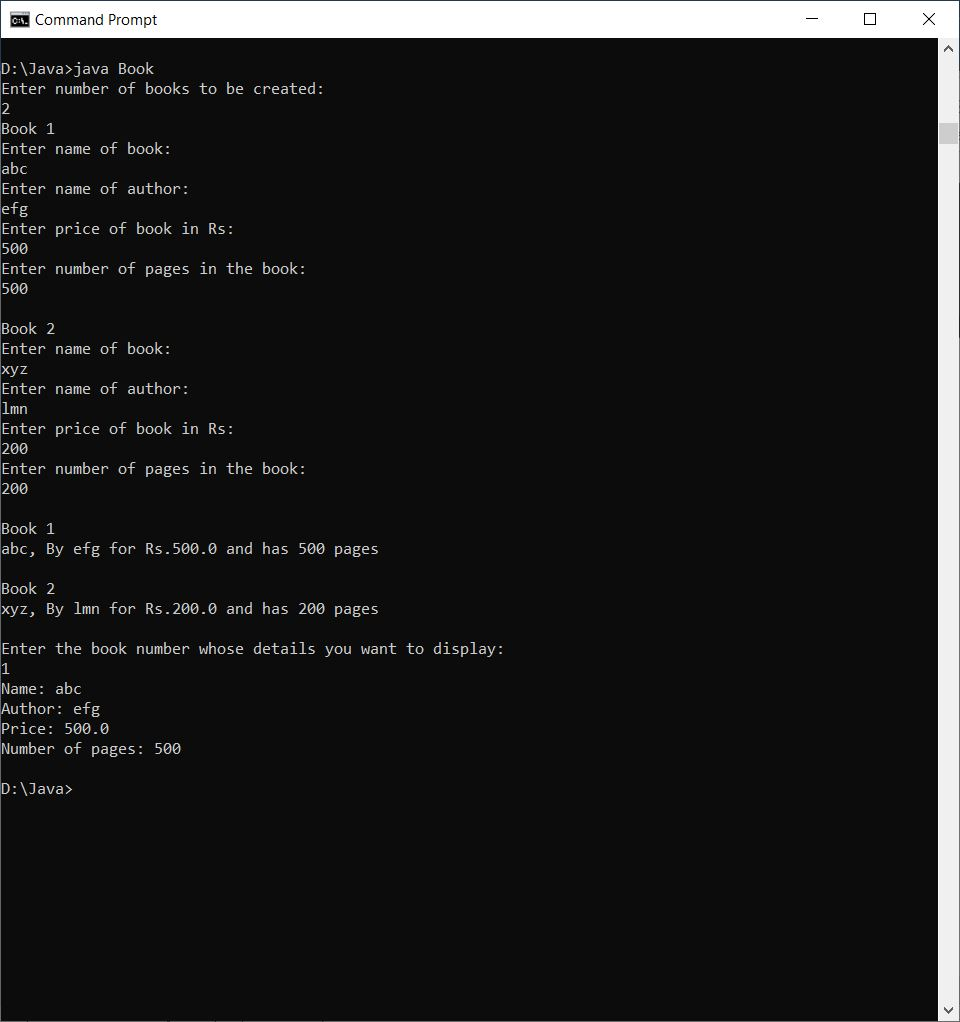 Command Prompt
D:\Java>java Book
Enter number of books to be created:
2
Book 1
Enter name of book:
abc
Enter name of author:
efg
Enter price of book in Rs:
500
Enter number of pages in the book:
500
Book 2
Enter name of book:
xyz
Enter name of author:
lmn
Enter price of book in Rs:
200
Enter number of pages in the book:
200
Book 1
abc, By efg for Rs.500.0 and has 500 pages
Book 2
xyz, By lmn for Rs.200.0 and has 200 pages
Enter the book number whose details you want to display:
1
Name: abc
Author: efg
Price: 500.0
Number of pages: 500
D:\Java>